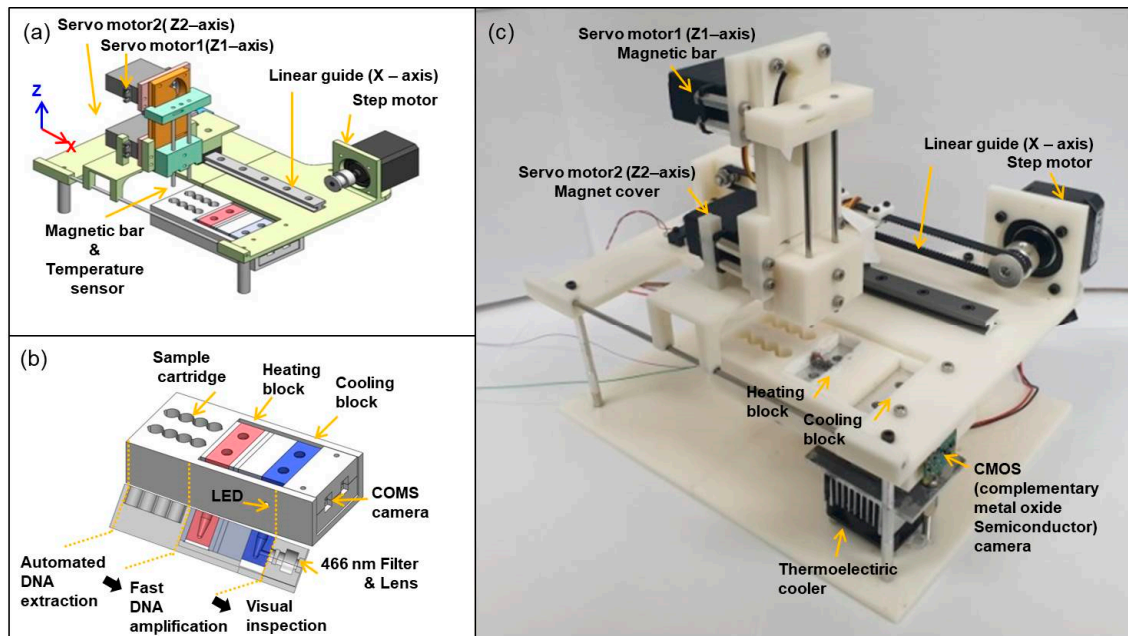 (a)
Servo motor2( Z2–axis)
Servo motor1(Z1–axis)
Linear guide (X – axis)
Step motor
Z
X
Magnetic bar
&
Temperature
sensor
(b)
Sample
cartridge
Heating
block
Cooling
block
LED
COMS
camera
466 nm Filter
& Lens
Automated
DNA
extraction
Fast
DNA
amplification
Visual
inspection
(c)
Servo motor1 (Z1–axis)
Magnetic bar
Servo motor2 (Z2–axis)
Magnet cover
Linear guide (X – axis)
Step motor
Heating
block
Cooling
block
CMOS
(complementary
metal oxide
Semiconductor)
camera
Thermoelectric
cooler